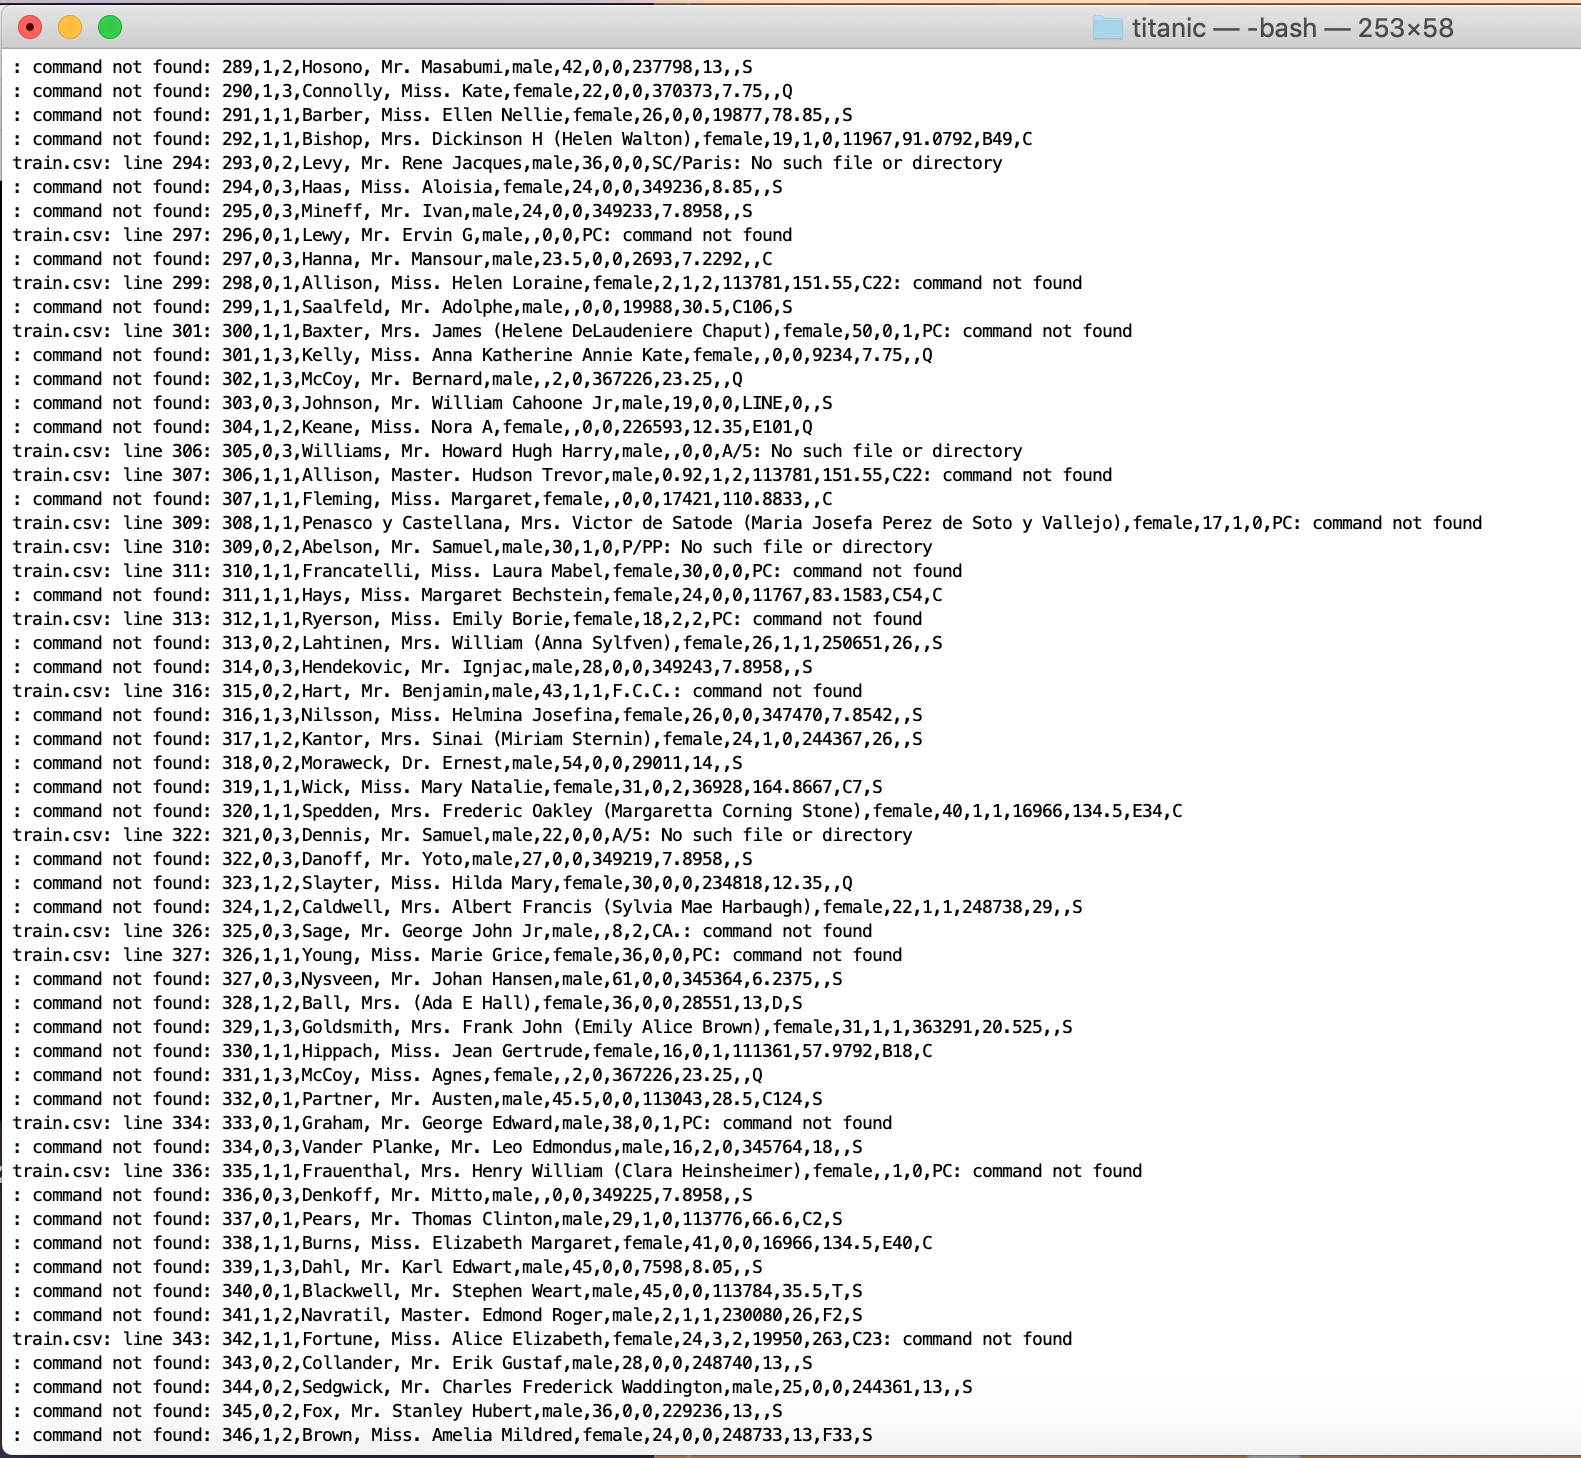 titanic — -bash — 253×58
: command not found: 289,1,2,Hosono, Mr. Masabumi,male,42,0,0,237798,13,,S
: command not found: 290,1,3,Connolly, Miss. Kate,female,22,0,0,370373,7.75,,Q
: command not found: 291,1,1,Barber, Miss. Ellen Nellie,female,26,0,0,19877,78.85,,S
: command not found: 292,1,1,Bishop, Mrs. Dickinson H (Helen Walton),female,19,1,0,11967,91.0792,B49,C
train.csv: line 294: 293,0,2,Levy, Mr. Rene Jacques,male,36,0,0,SC/Paris: No such file or directory
: command not found: 294,0,3,Haas, Miss. Aloisia,female,24,0,0,349236,8.85,,S
: command not found: 295,0,3,Mineff, Mr. Ivan,male,24,0,0,349233,7.8958,,S
train.csv: line 297: 296,0,1,Lewy, Mr. Ervin G,male,,0,0,PC: command not found
: command not found: 297,0,3,Hanna, Mr. Mansour,male,23.5,0,0,2693,7.2292,,C
train.csv: line 299: 298,0,1,Allison, Miss. Helen Loraine,female,2,1,2,113781,151.55,C22: command not found
: command not found: 299,1,1,Saalfeld, Mr. Adolphe,male,,0,0,19988,30.5,C106,S
train.csv: line 301: 300,1,1,Baxter, Mrs. James (Helene DeLaudeniere Chaput),female,50,0,1,PC: command not found
: command not found: 301,1,3,Kelly, Miss. Anna Katherine Annie Kate,female,,0,0,9234,7.75,,Q
: command not found: 302,1,3,McCoy, Mr. Bernard,male,,2,0,367226,23.25,,Q
: command not found: 303,0,3,Johnson, Mr. William Cahoone Jr,male,19,0,0,LINE,0,,S
: command not found: 304,1,2,Keane, Miss. Nora A,female,,0,0,226593,12.35,E101,Q
train.csv: line 306: 305,0,3,Williams, Mr. Howard Hugh Harry,male,,0,0,A/5: No such file or directory
train.csv: line 307: 306,1,1,Allison, Master. Hudson Trevor,male,0.92,1,2,113781,151.55,C22: command not found
: command not found: 307,1,1,Fleming, Miss. Margaret,female,,0,0,17421,110.8833,,C
train.csv: line 309: 308,1,1,Penasco y Castellana, Mrs. Victor de Satode (Maria Josefa Perez de Soto y Vallejo),female,17,1,0,PC: command not found
train.csv: line 310: 309,0,2,Abelson, Mr. Samuel,male,30,1,0,P/PP: No such file or directory
train.csv: line 311: 310,1,1,Francatelli, Miss. Laura Mabel,female,30,0,0,PC: command not found
: command not found: 311,1,1,Hays, Miss. Margaret Bechstein,female,24,0,0,11767,83.1583,C54,C
train.csv: line 313: 312,1,1,Ryerson, Miss. Emily Borie,female,18,2,2,PC: command not found
: command not found: 313,0,2,Lahtinen, Mrs. William (Anna Sylfven),female,26,1,1,250651,26,,S
: command not found: 314,0,3,Hendekovic, Mr. Ignjac,male,28,0,0,349243,7.8958,,S
train.csv: line 316: 315,0,2,Hart, Mr. Benjamin,male,43,1,1,F.C.C.: command not found
: command not found: 316,1,3,Nilsson, Miss. Helmina Josefina,female,26,0,0,347470,7.8542,,S
: command not found: 317,1,2,Kantor, Mrs. Sinai (Miriam Sternin),female,24,1,0,244367,26,,S
: command not found: 318,0,2,Moraweck, Dr. Ernest,male,54,0,0,29011,14,,S
: command not found: 319,1,1,Wick, Miss. Mary Natalie,female,31,0,2,36928,164.8667,C7,S
: command not found: 320,1,1,Spedden, Mrs. Frederic Oakley (Margaretta Corning Stone),female,40,1,1,16966,134.5,E34,C
train.csv: line 322: 321,0,3,Dennis, Mr. Samuel,male,22,0,0,A/5: No such file or directory
: command not found: 322,0,3,Danoff, Mr. Yoto,male,27,0,0,349219,7.8958,,S
: command not found: 323,1,2,Slayter, Miss. Hilda Mary,female,30,0,0,234818,12.35,,Q
: command not found: 324,1,2,Caldwell, Mrs. Albert Francis (Sylvia Mae Harbaugh),female,22,1,1,248738,29,,S
train.csv: line 326: 325,0,3,Sage, Mr. George John Jr,male,,8,2,CA.: command not found
train.csv: line 327: 326,1,1,Young, Miss. Marie Grice,female,36,0,0,PC: command not found
: command not found: 327,0,3,Nysveen, Mr. Johan Hansen,male,61,0,0,345364,6.2375,,S
: command not found: 328,1,2,Ball, Mrs. (Ada E Hall),female,36,0,0,28551,13,D,S
: command not found: 329,1,3,Goldsmith, Mrs. Frank John (Emily Alice Brown),female,31,1,1,363291,20.525,,S
: command not found: 330,1,1,Hippach, Miss. Jean Gertrude,female,16,0,1,111361,57.9792,B18,C
: command not found: 331,1,3,McCoy, Miss. Agnes,female,,2,0,367226,23.25,,Q
: command not found: 332,0,1,Partner, Mr. Austen,male,45.5,0,0,113043,28.5,C124,S
train.csv: line 334: 333,0,1,Graham, Mr. George Edward,male,38,0,1,PC: command not found
: command not found: 334,0,3,Vander Planke, Mr. Leo Edmondus,male,16,2,0,345764,18,,S
train.csv: line 336: 335,1,1,Frauenthal, Mrs. Henry William (Clara Heinsheimer),female,,1,0,PC: command not found
: command not found: 336,0,3,Denkoff, Mr. Mitto,male,,0,0,349225,7.8958,,S
: command not found: 337,0,1,Pears, Mr. Thomas Clinton,male,29,1,0,113776,66.6,C2,S
: command not found: 338,1,1,Burns, Miss. Elizabeth Margaret,female,41,0,0,16966,134.5,E40,C
: command not found: 339,1,3,Dahl, Mr. Karl Edwart,male,45,0,0,7598,8.05,,S
: command not found: 340,0,1,Blackwell, Mr. Stephen Weart,male,45,0,0,113784,35.5,T,S
: command not found: 341,1,2,Navratil, Master. Edmond Roger,male,2,1,1,230080,26,F2,S
train.csv: line 343: 342,1,1,Fortune, Miss. Alice Elizabeth,female,24,3,2,19950,263,C23: command not found
: command not found: 343,0,2,Collander, Mr. Erik Gustaf,male,28,0,0,248740,13,,S
: command not found: 344,0,2,Sedgwick, Mr. Charles Frederick Waddington,male,25,0,0,244361,13,,S
: command not found: 345,0,2,Fox, Mr. Stanley Hubert,male,36,0,0,229236,13,,S
: command not found: 346,1,2,Brown, Miss. Amelia Mildred,female,24,0,0,248733,13,F33,S